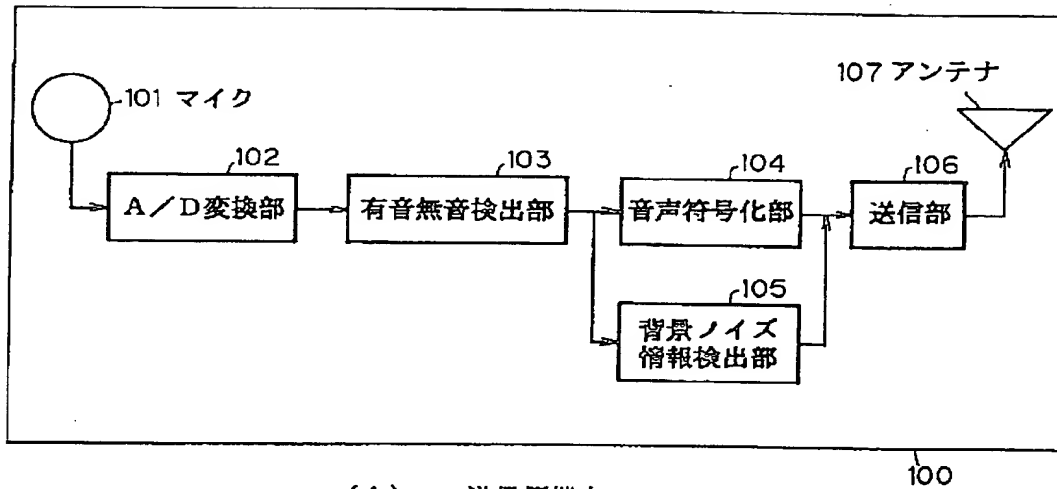 101 マイク
107 アンテナ
102
A/D変換部
103
有音無音検出部
104
音声符号化部
106
送信部
105
背景ノイズ
情報検出部
100